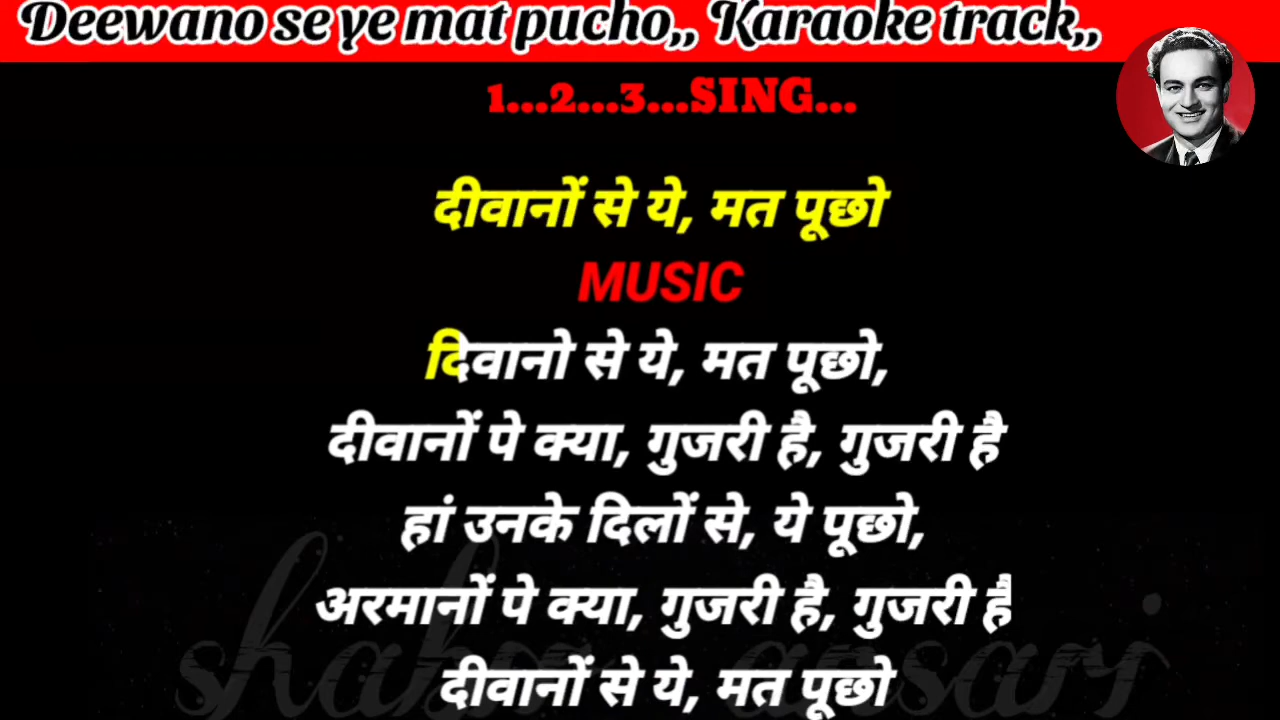 Deewano se ye mat pucho,, Karaoke track,,
1...2...3...SING...
दीवानों से ये, मत पूछो
MUSIC
दिवानो से ये, मत पूछो,
दीवानों पे क्या, गुजरी है, गुजरी है
हां उनके दिलों से, ये पूछो,
अरमानों पे क्या, गुजरी है, गुजरी है
दीवानों से ये, मत पूछो